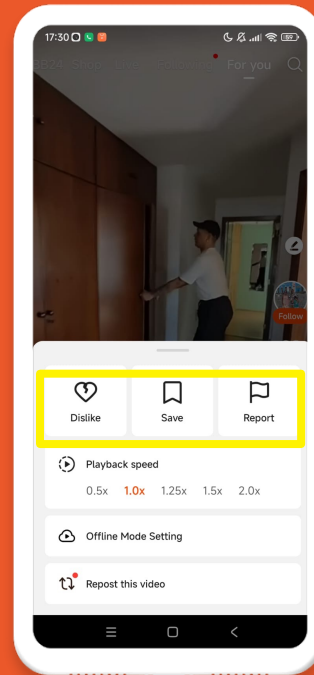 17:30
For you
Follow
Dislike Save Report
Playback speed
0.5x 1.0x 1.25x 1.5x 2.0x
Offline Mode Setting
Repost this video